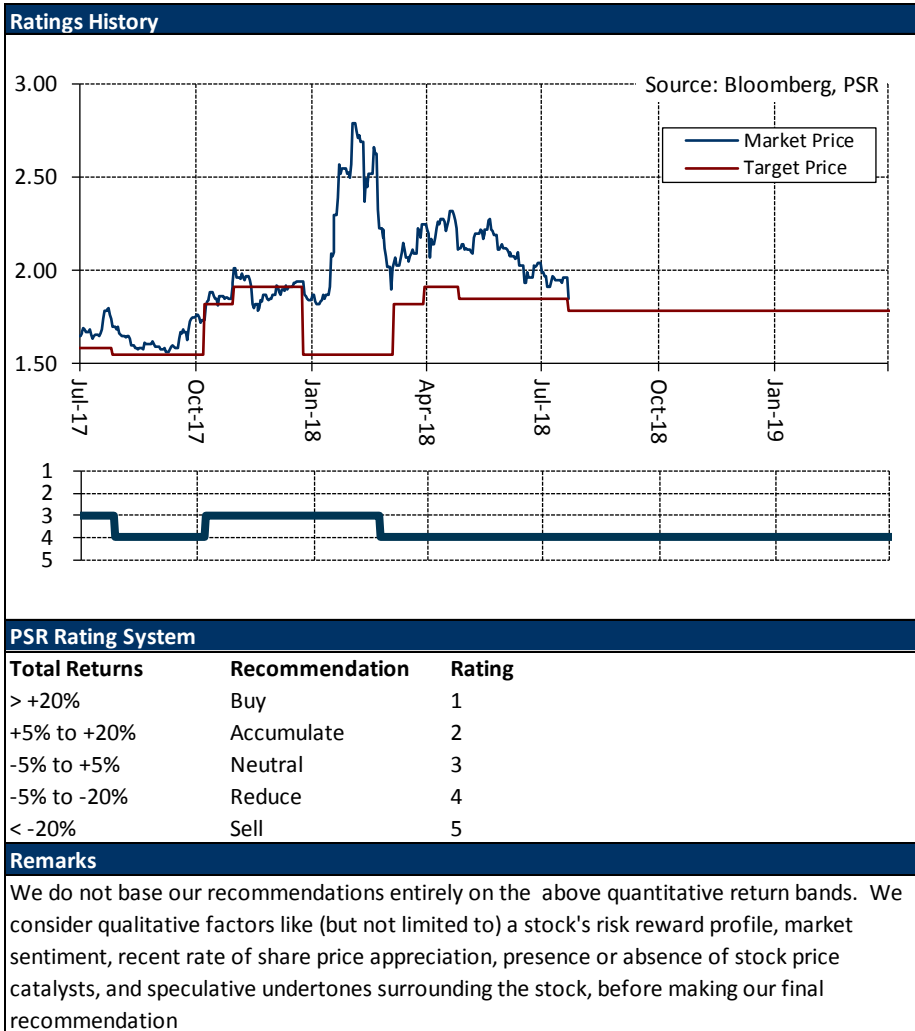 Ratings History
Source: Bloomberg, PSR
3.00
Market Price
Target Price
2.50
2.00
1.50
Jul-17
Oct-17
Jan-18
Apr-18
Jul-18
Oct-18
Jan-19
1
2
3
4
5
PSR Rating System
Total Returns Recommendation Rating
> +20% Buy 1
+5% to +20% Accumulate 2
-5% to +5% Neutral 3
-5% to -20% Reduce 4
< -20% Sell 5
Remarks
We do not base our recommendations entirely on the above quantitative return bands. We
consider qualitative factors like (but not limited to) a stock's risk reward profile, market
sentiment, recent rate of share price appreciation, presence or absence of stock price
catalysts, and speculative undertones surrounding the stock, before making our final
recommendation